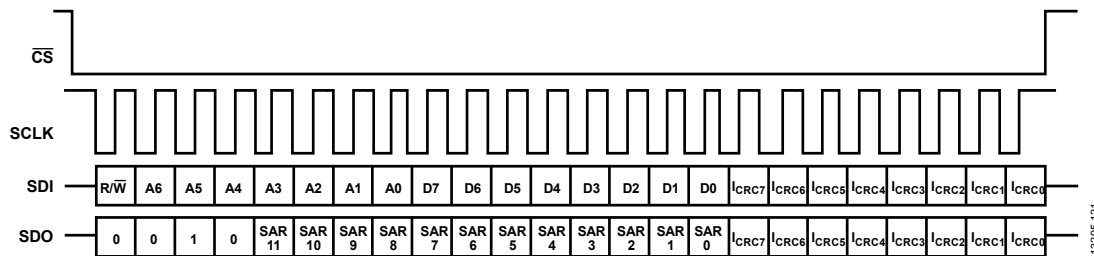 CS
SCLK
SDI R/W A6 A5 A4 A3 A2 A1 A0 D7 D6 D5 D4 D3 D2 D1 D0 ICRC7 ICRC6 ICRC5 ICRC4 ICRC3 ICRC2 ICRC1 ICRC0
SDO 0 0 1 0 SAR 11 SAR 10 SAR 9 SAR 8 SAR 7 SAR 6 SAR 5 SAR 4 SAR 3 SAR 2 SAR 1 SAR 0 ICRC7 ICRC6 ICRC5 ICRC4 ICRC3 ICRC2 ICRC1 ICRC0